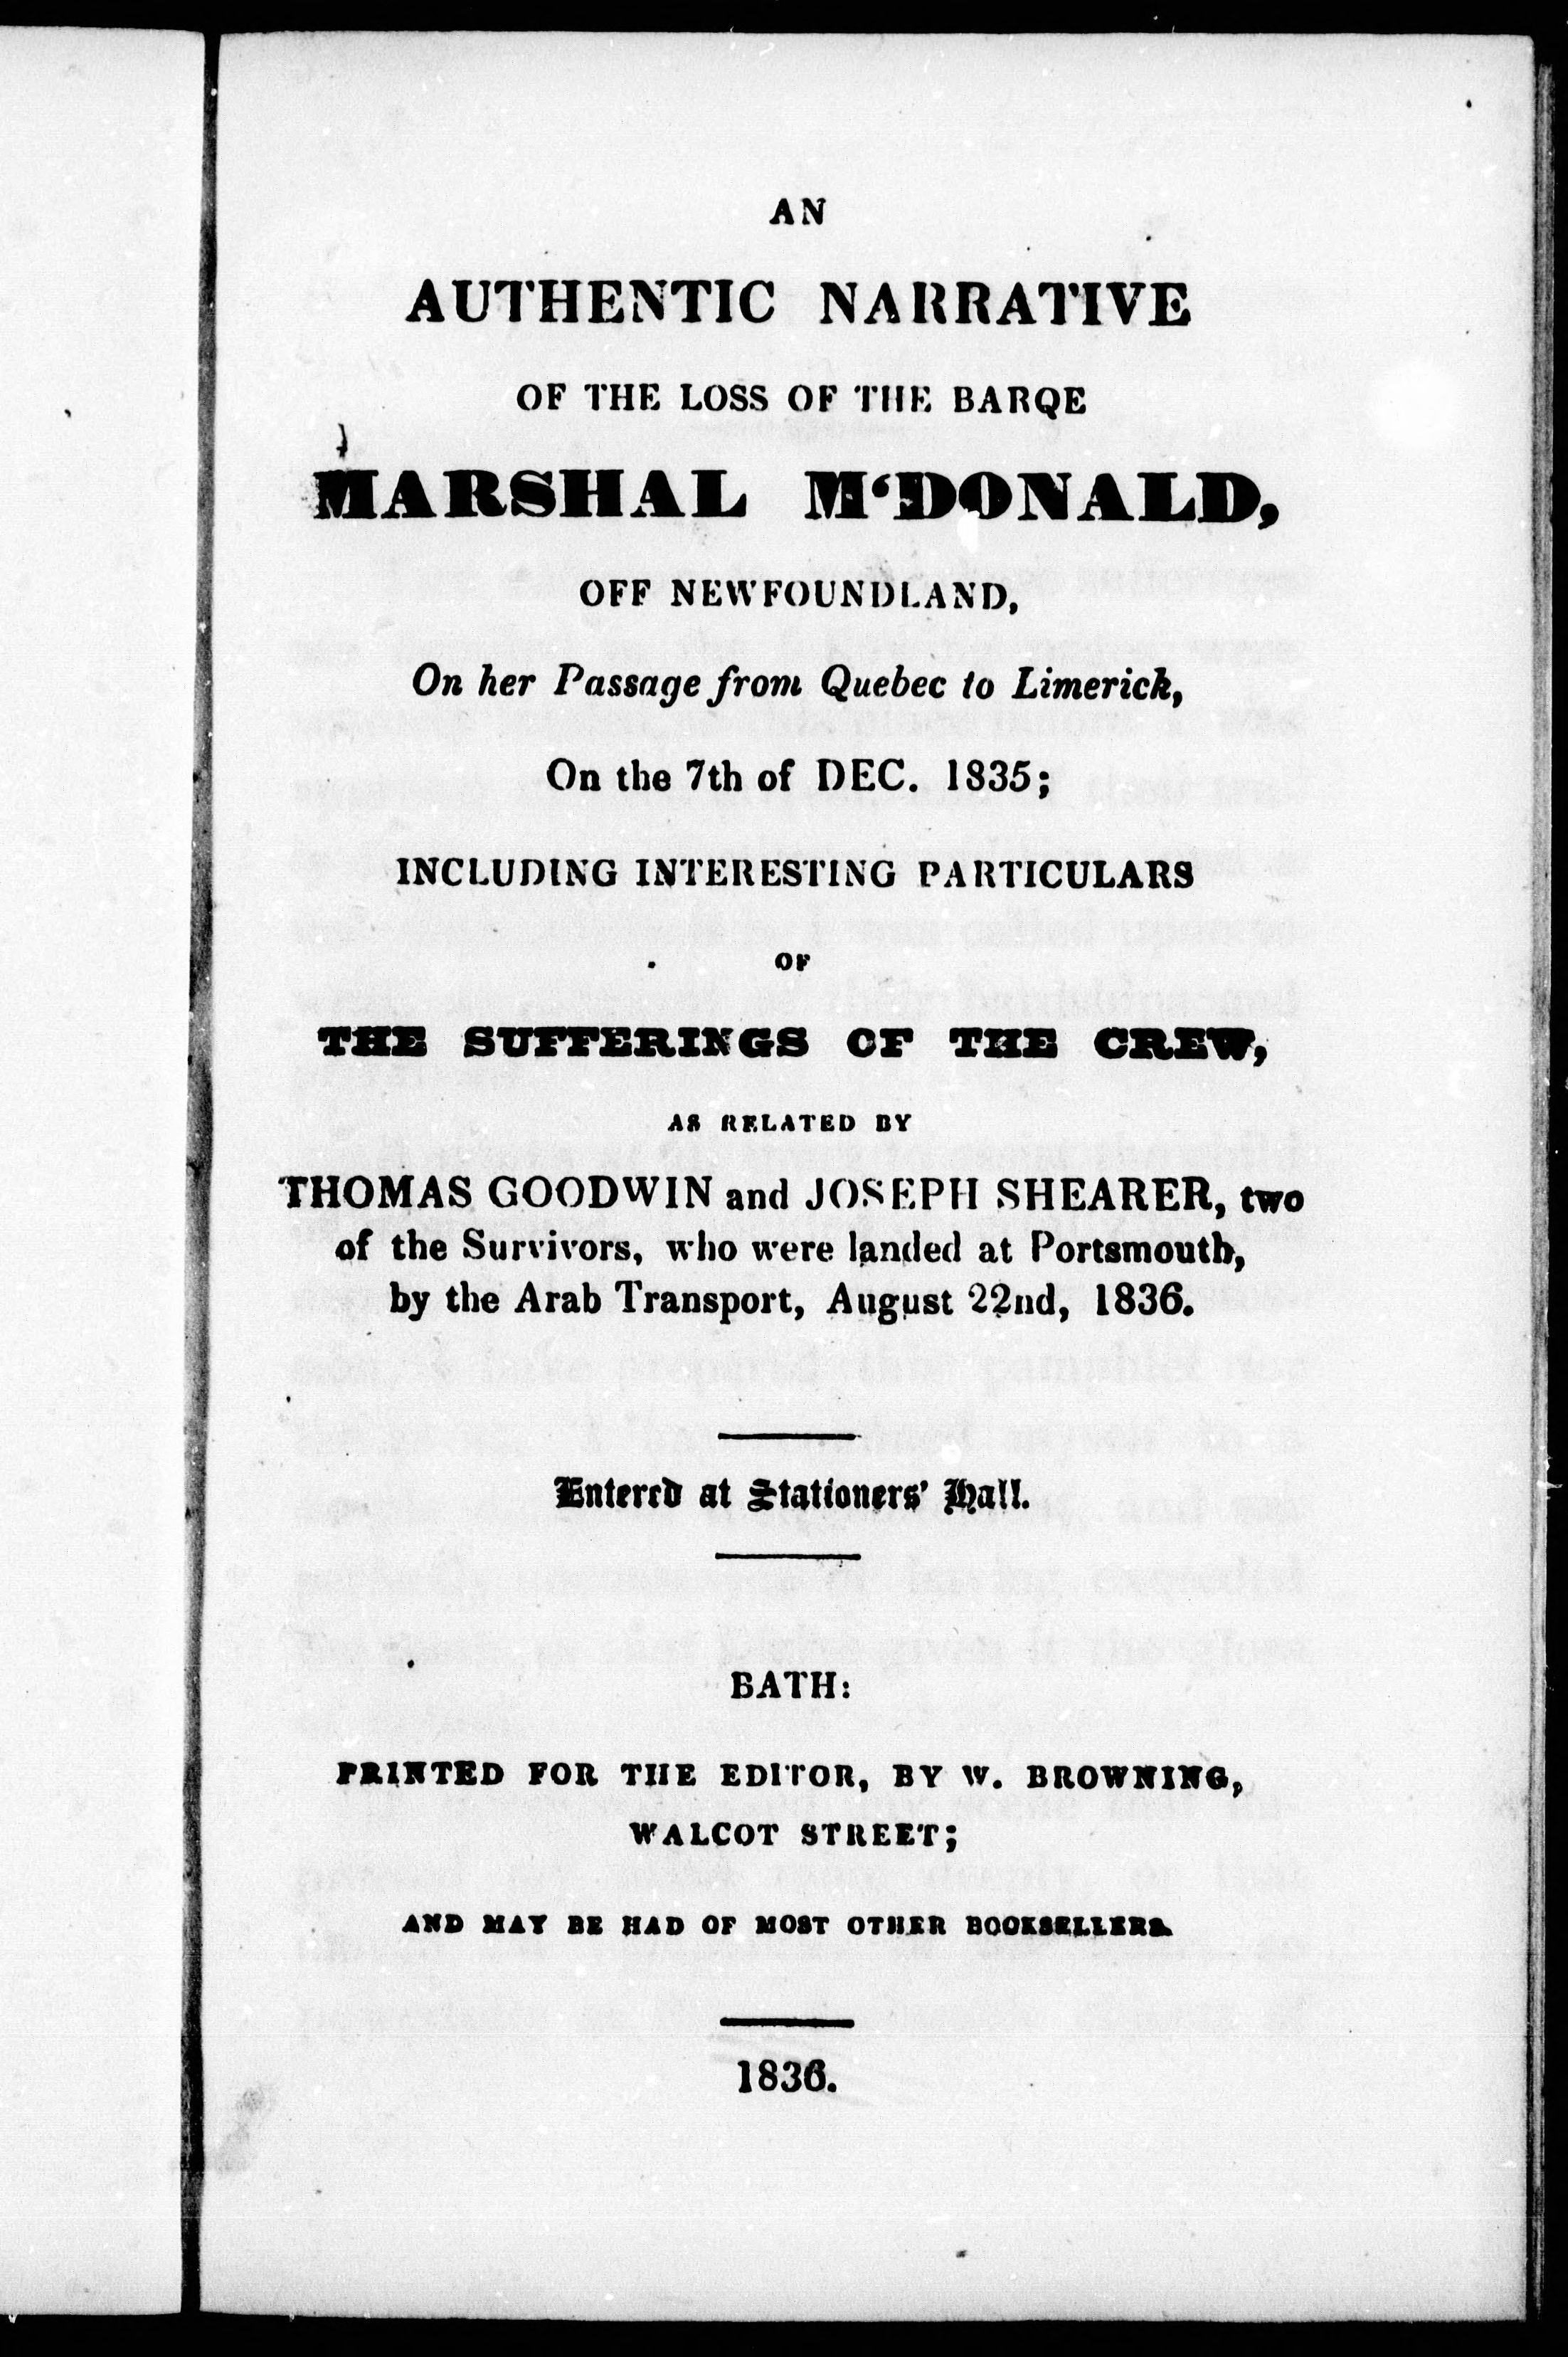 AN
AUTHENTIC NARRATIVE
OF THE LOSS OF THE BARQE
MARSHAL M‘DONALD,
OFF NEWFOUNDLAND,
On her Passage from Quebec to Limerick,
On the 7th of DEC. 1835;
INCLUDING INTERESTING PARTICULARS
OF
THE SUFFERINGS OF THE CREW,
AS RELATED BY
THOMAS GOODWIN and JOSEPH SHEARER, two
of the Survivors, who were landed at Portsmouth,
by the Arab Transport, August 22nd, 1836.
Entered at Stationers' Hall.
BATH:
PRINTED FOR THE EDITOR, BY W. BROWNING,
WALCOT STREET;
AND MAY BE HAD OF MOST OTHER BOOKSELLERS.
1836.